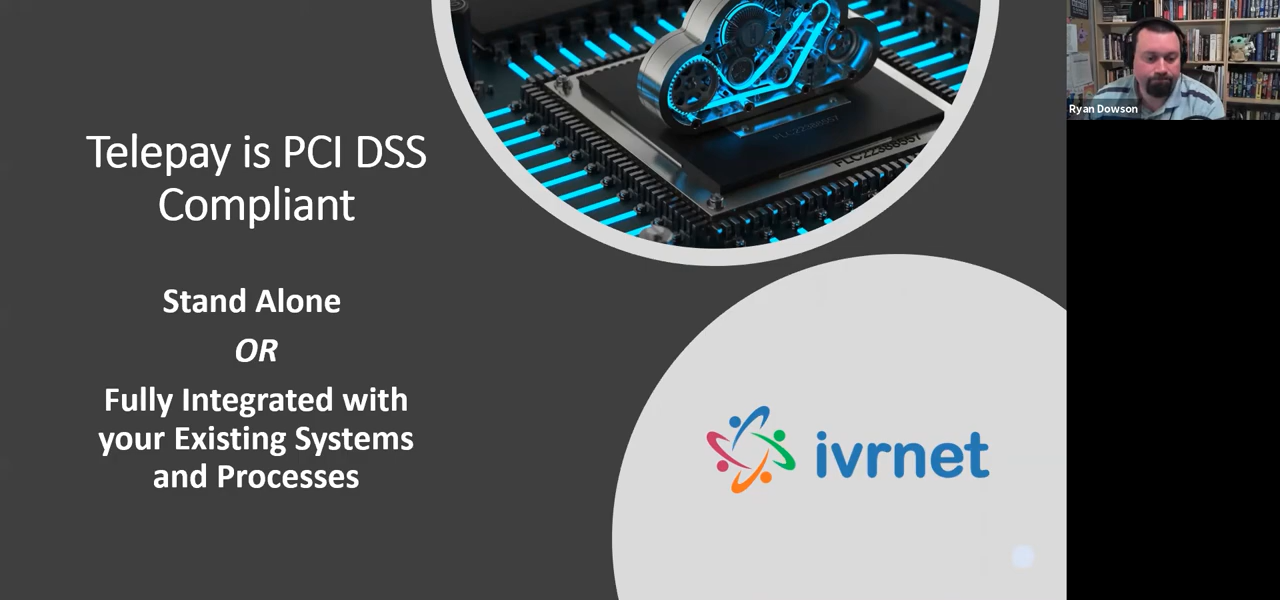 Telepay is PCI DSS
Compliant
Stand Alone
OR
Fully Integrated with
your Existing Systems
and Processes
FLC22388557
ivrnet
Ryan Dowson